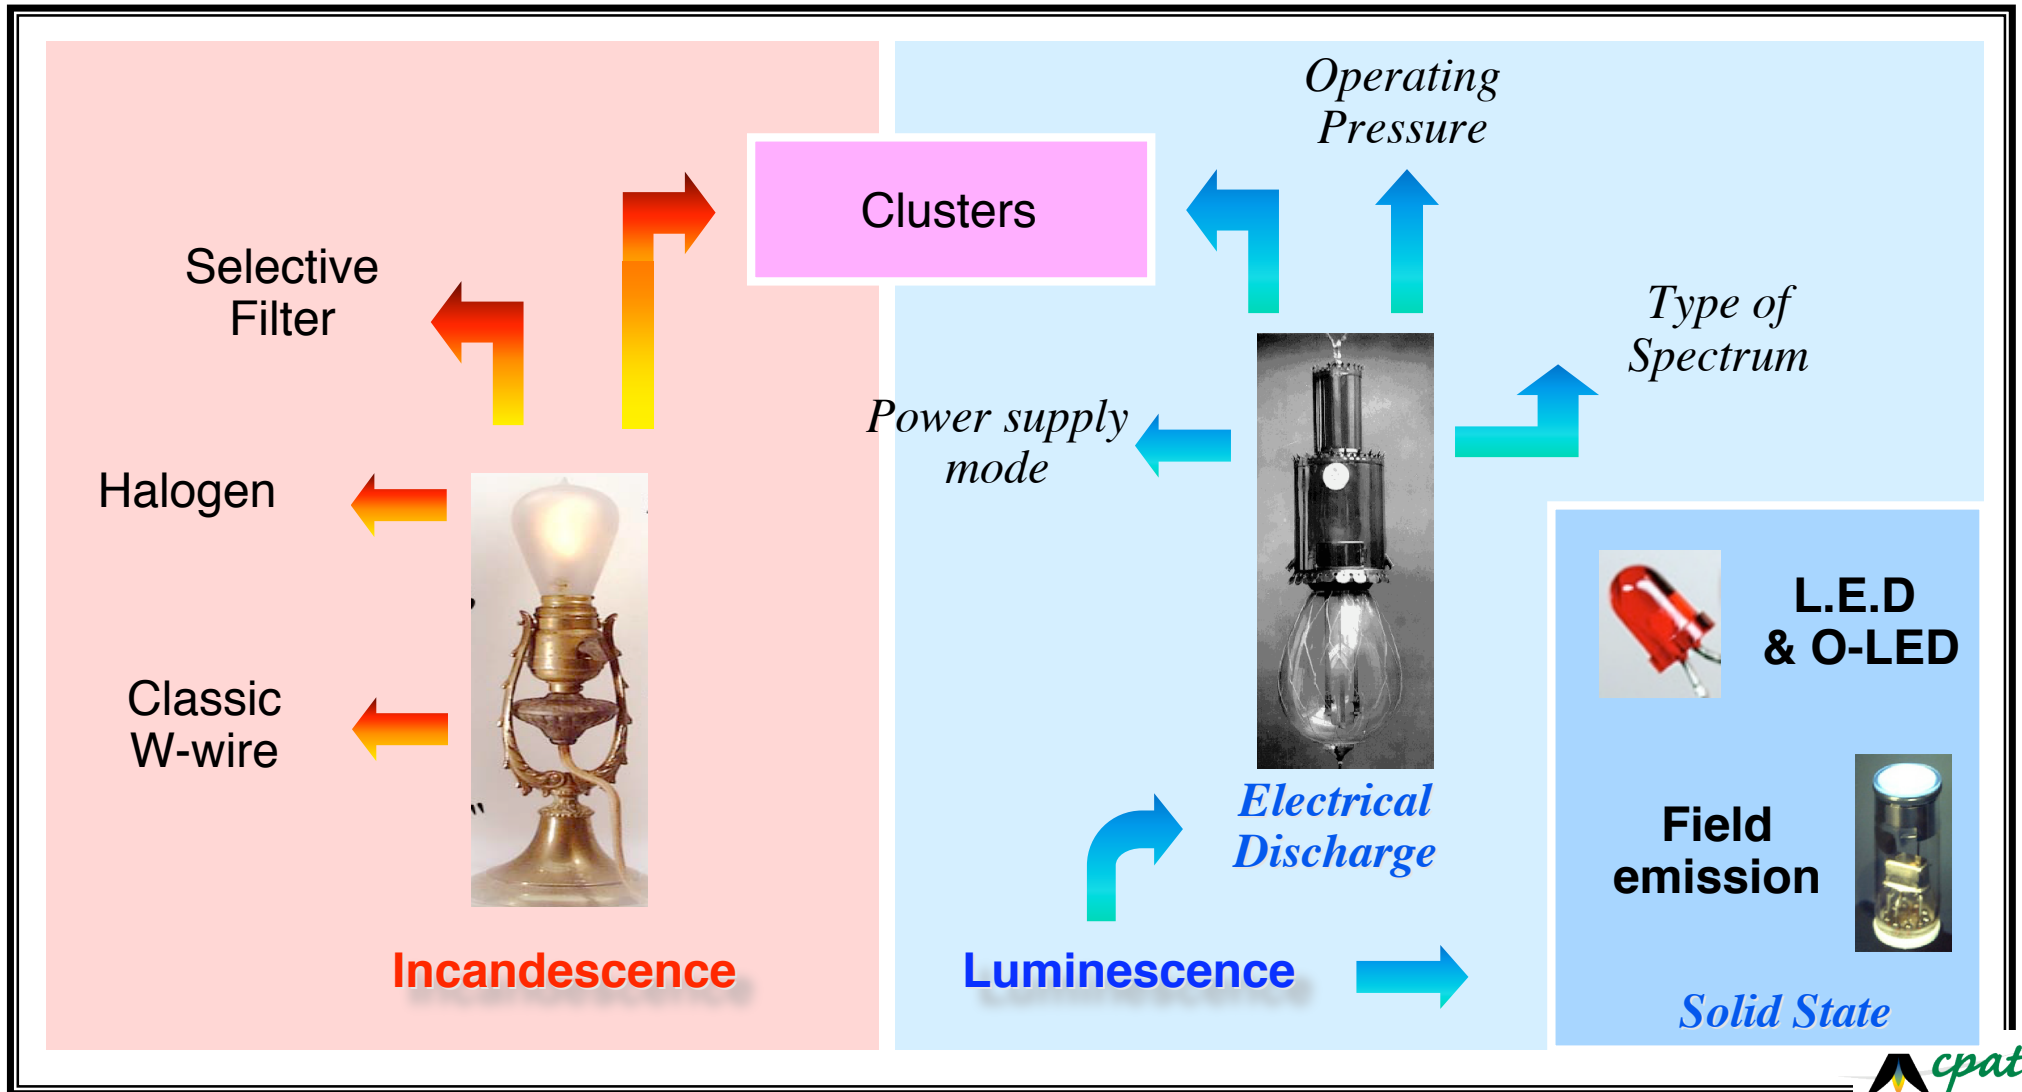 Operating
Pressure
Clusters
Selective
Filter
Type of
Spectrum
Power supply
mode
Halogen
L.E.D
& O-LED
Classic
W-wire
Electrical
Discharge
Field
emission
Incandescence
Luminescence
Solid State
cpat